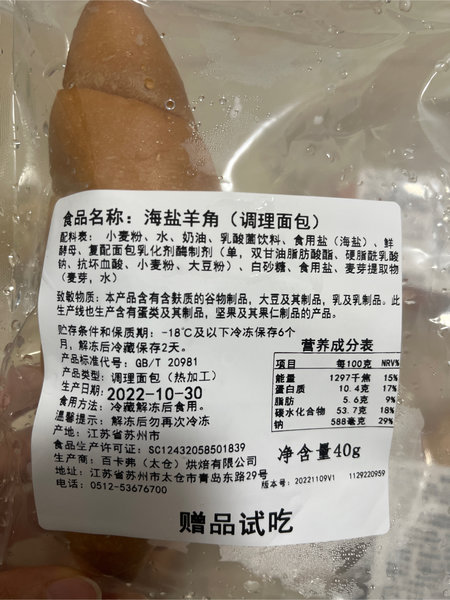 食品名称：海盐羊角（调理面包）
配料表：小麦粉、水、奶油、乳酸菌饮料、食用盐（海盐）、鲜
酵母、复配面包乳化剂酶制剂（单，双甘油脂肪酸酯、硬脂酰乳酸
钠、抗坏血酸、小麦粉、大豆粉）、白砂糖、食用盐、麦芽提取物
（麦芽，水）
致敏物质：本产品含有含麸质的谷物制品，大豆及其制品，乳及乳制品。此
生产线也生产含有蛋类及其制品，坚果及其果仁制品的产品。
贮存条件和保质期：-18℃及以下冷冻保存6个
月，解冻后冷藏保存2天。
产品标准代号：GB/T 20981
产品类型：调理面包（热加工）
生产日期：2022-10-30
食用方法：冷藏解冻后食用。
温馨提示：解冻后勿再次冷冻
产地：江苏省苏州市
食品生产许可证号：SC12432058501839
生产商：百卡弗（太仓）烘焙有限公司
地址：江苏省苏州市太仓市青岛东路29号
电话：0512-53676700
营养成分表
项目 每100克 NRV%
能量 1297千焦 15%
蛋白质 10.4克 17%
脂肪 5.6克 9%
碳水化合物 53.7克 18%
钠 588毫克 29%
净含量40g
版本号：20221109V1 1129220959
赠品试吃